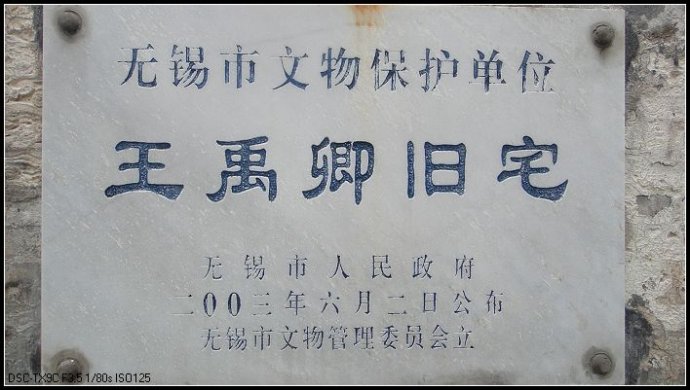 无锡市文物保护单位
王禹卿旧宅
无锡市人民政府
二00三年六月二日公布
无锡市文物管理委员会立
DSC-TX9C F3.5 1/80s ISO125